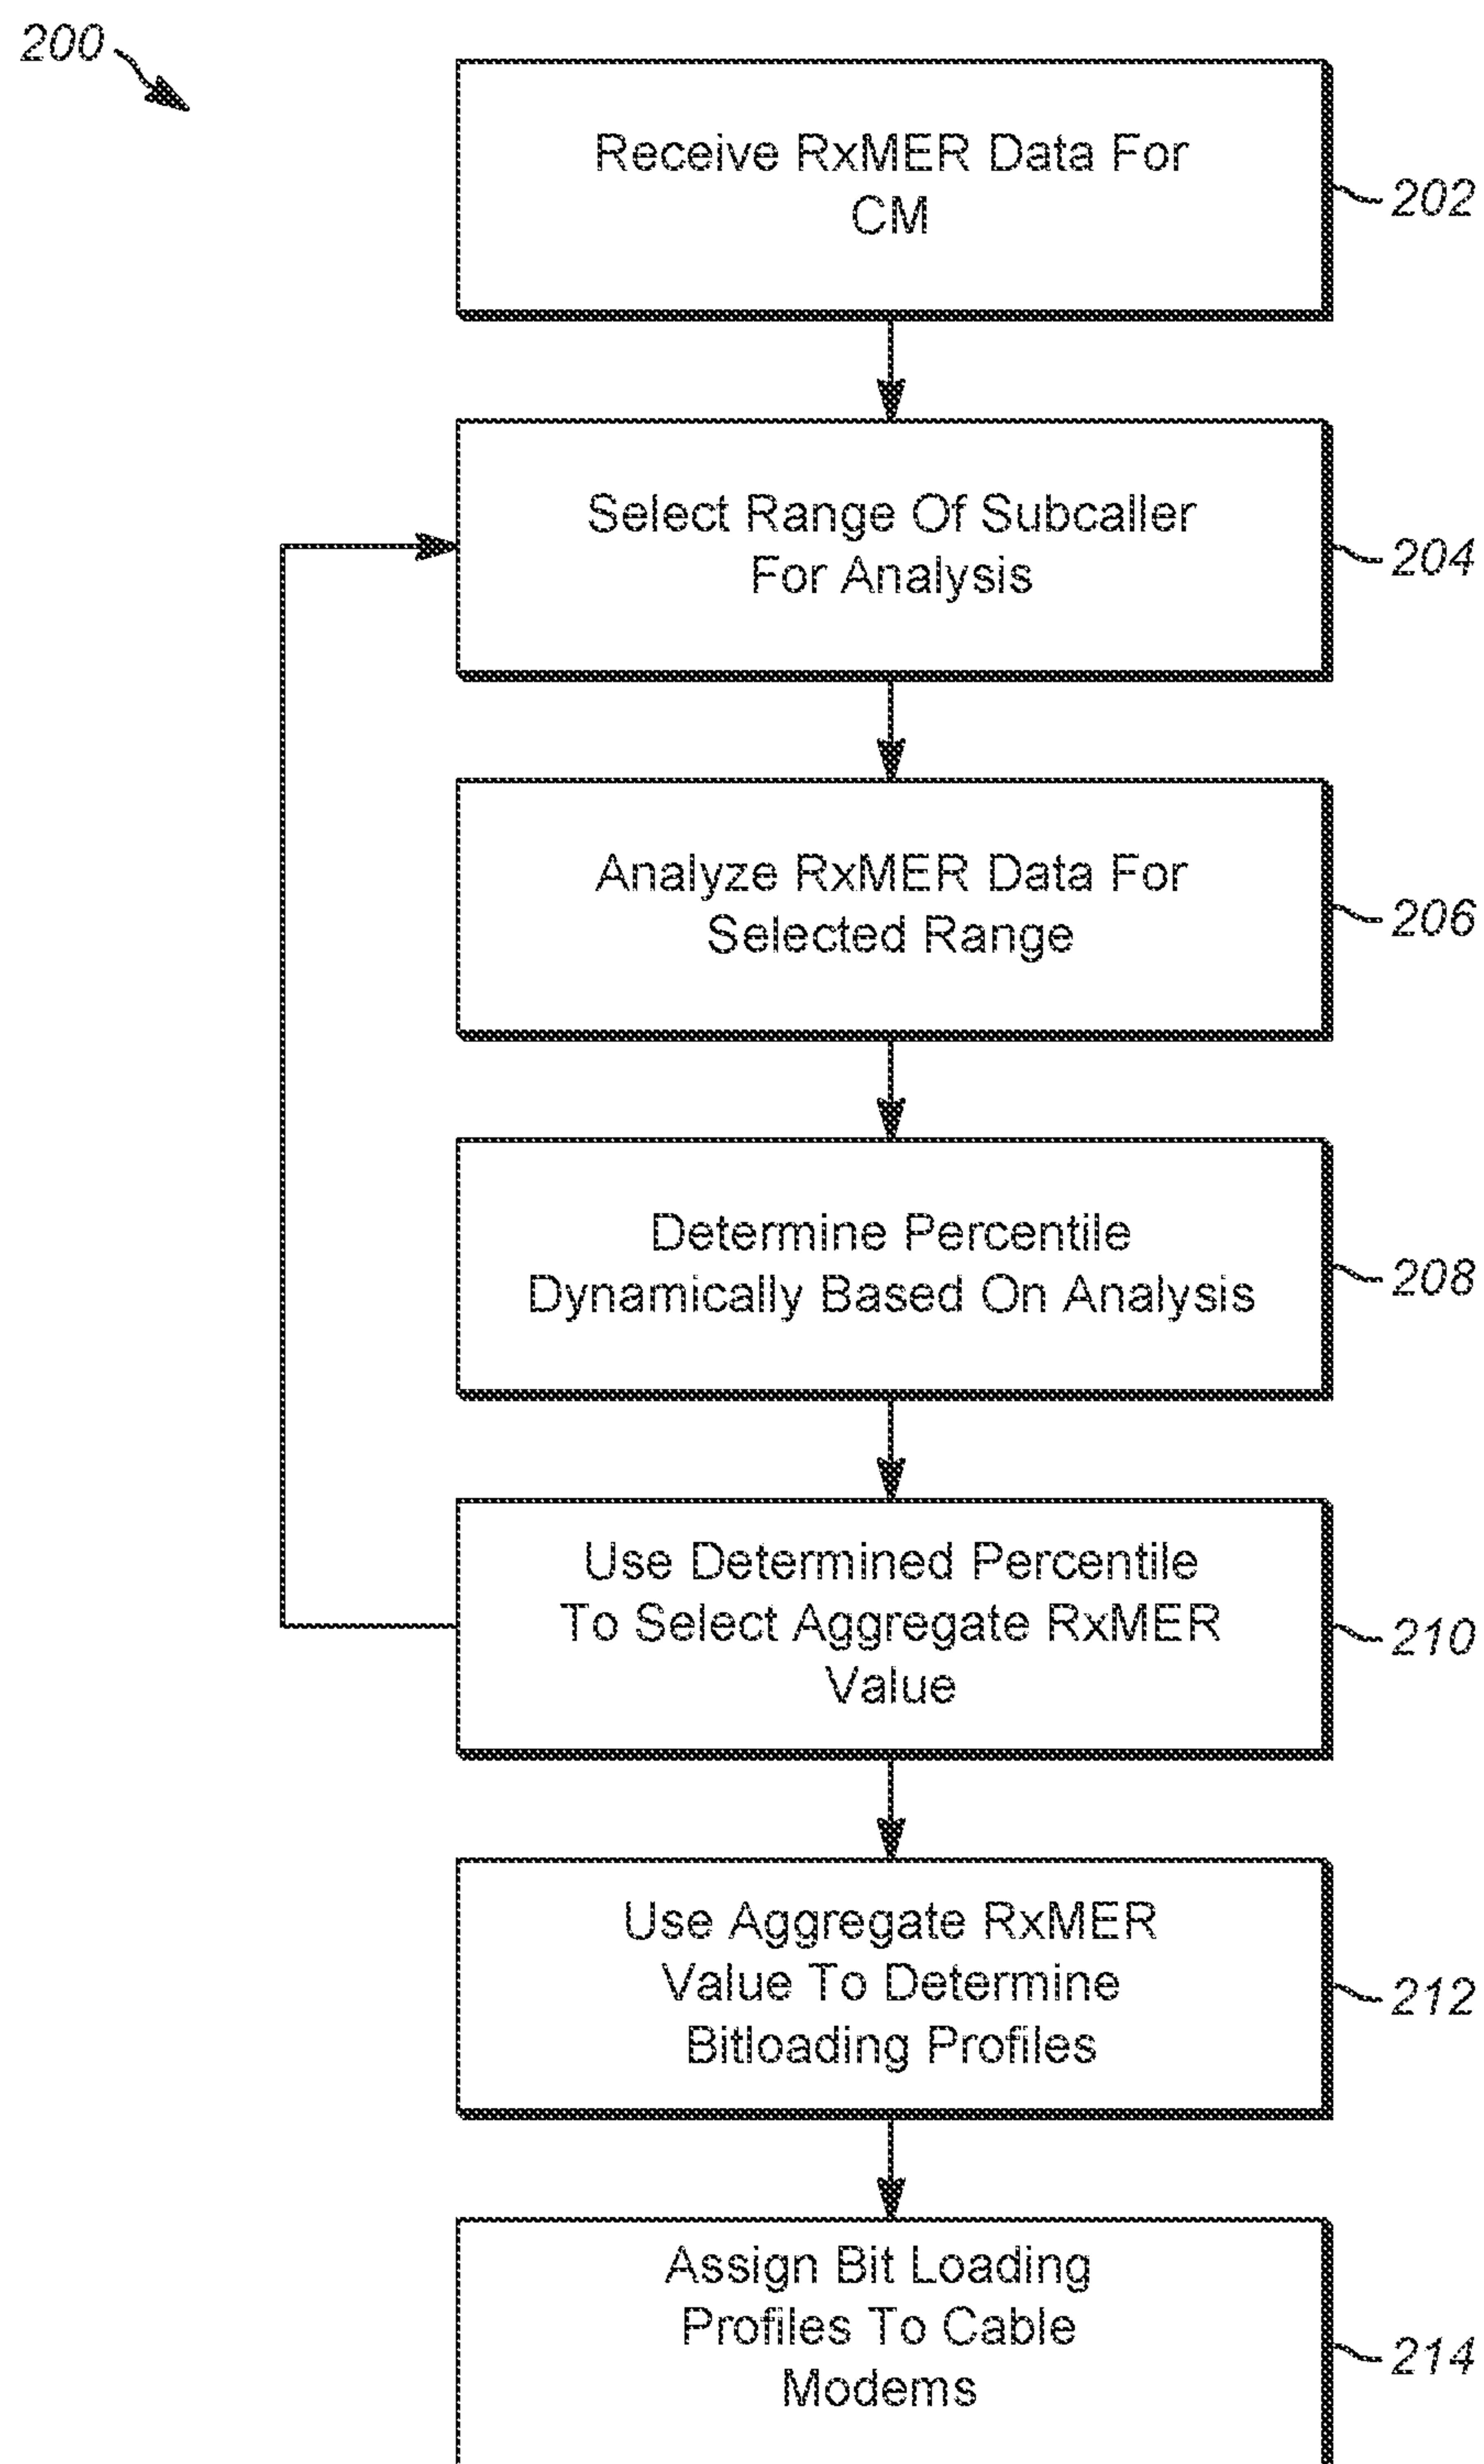 200
Receive RxMER Data For
CM
202
Select Range Of Subcaller
For Analysis
204
Analyze RxMER Data For
Selected Range
206
Determine Percentile
Dynamically Based On Analysis
208
Use Determined Percentile
To Select Aggregate RxMER
Value
210
Use Aggregate RxMER
Value To Determine
Bitloading Profiles
212
Assign Bit Loading
Profiles To Cable
Modems
214